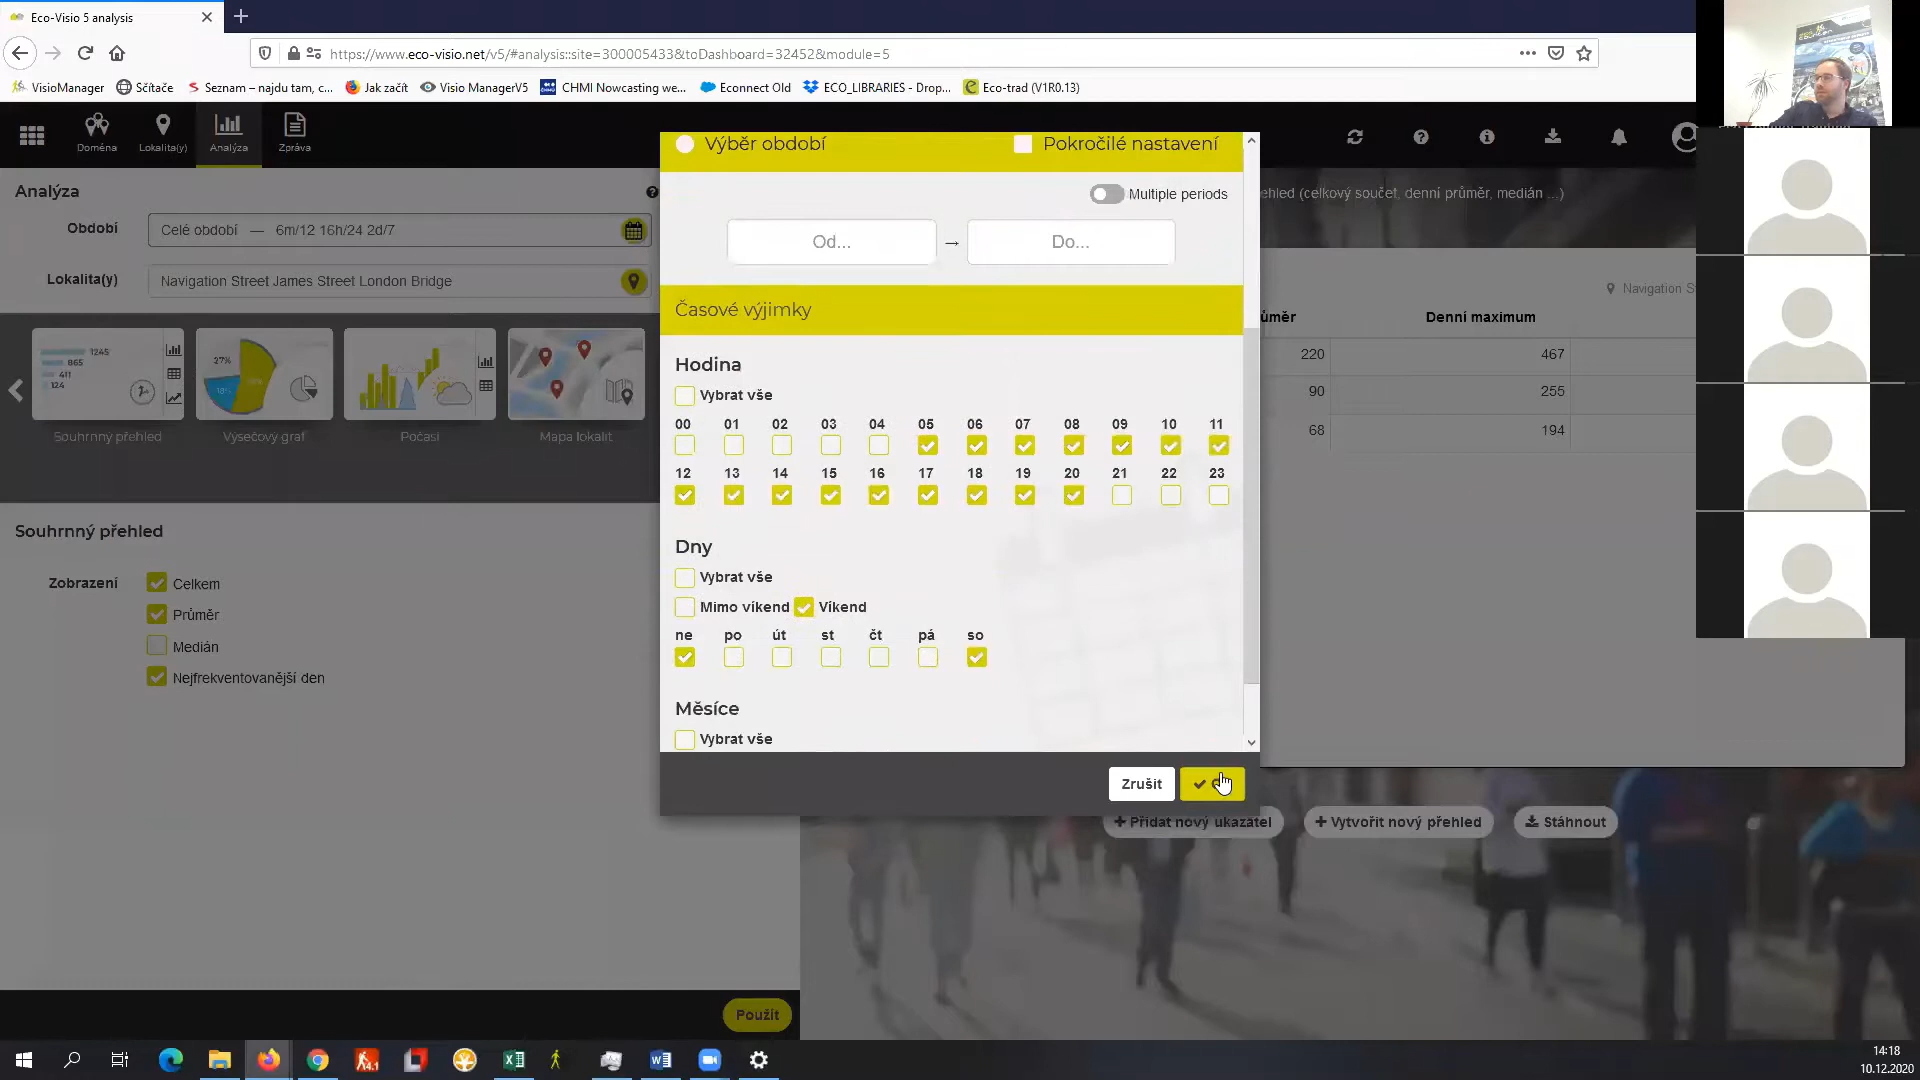 Eco-Visio 5 analysis
https://www.eco-visio.net/v5/#analysis::site=300005433&toDashboard=32452&module=5
VisioManager Sčítače Seznam – najdu tam, c... Jak začít Visio ManagerV5 CHMI Nowcasting we... Econnect Old ECO_LIBRARIES - Drop... Eco-trad (V1R0.13)
Doména Lokalita(y) Analýza Zpráva
Analýza
Období Celé období — 6m/12 16h/24 2d/7
Lokalita(y) Navigation Street James Street London Bridge
1245
865
411
124
27%
18%
Souhrnný přehled Výsečový graf Počasí Mapa lokalit
Souhrnný přehled
Zobrazení Celkem
Průměr
Medián
Nejfrekventovanější den
Použít
Výběr období Pokročilé nastavení
Multiple periods
Od... → Do...
Časové výjimky
Hodina
Vybrat vše
00 01 02 03 04 05 06 07 08 09 10 11
12 13 14 15 16 17 18 19 20 21 22 23
Dny
Vybrat vše
Mimo víkend Víkend
ne po út st čt pá so
Měsíce
Vybrat vše
Zrušit
(celkový součet, denní průměr, medián ...)
Navigation
Denní maximum
220 467
90 255
68 194
+ Přidat nový ukazatel + Vytvořit nový přehled Stáhnout
14:18
10.12.2020